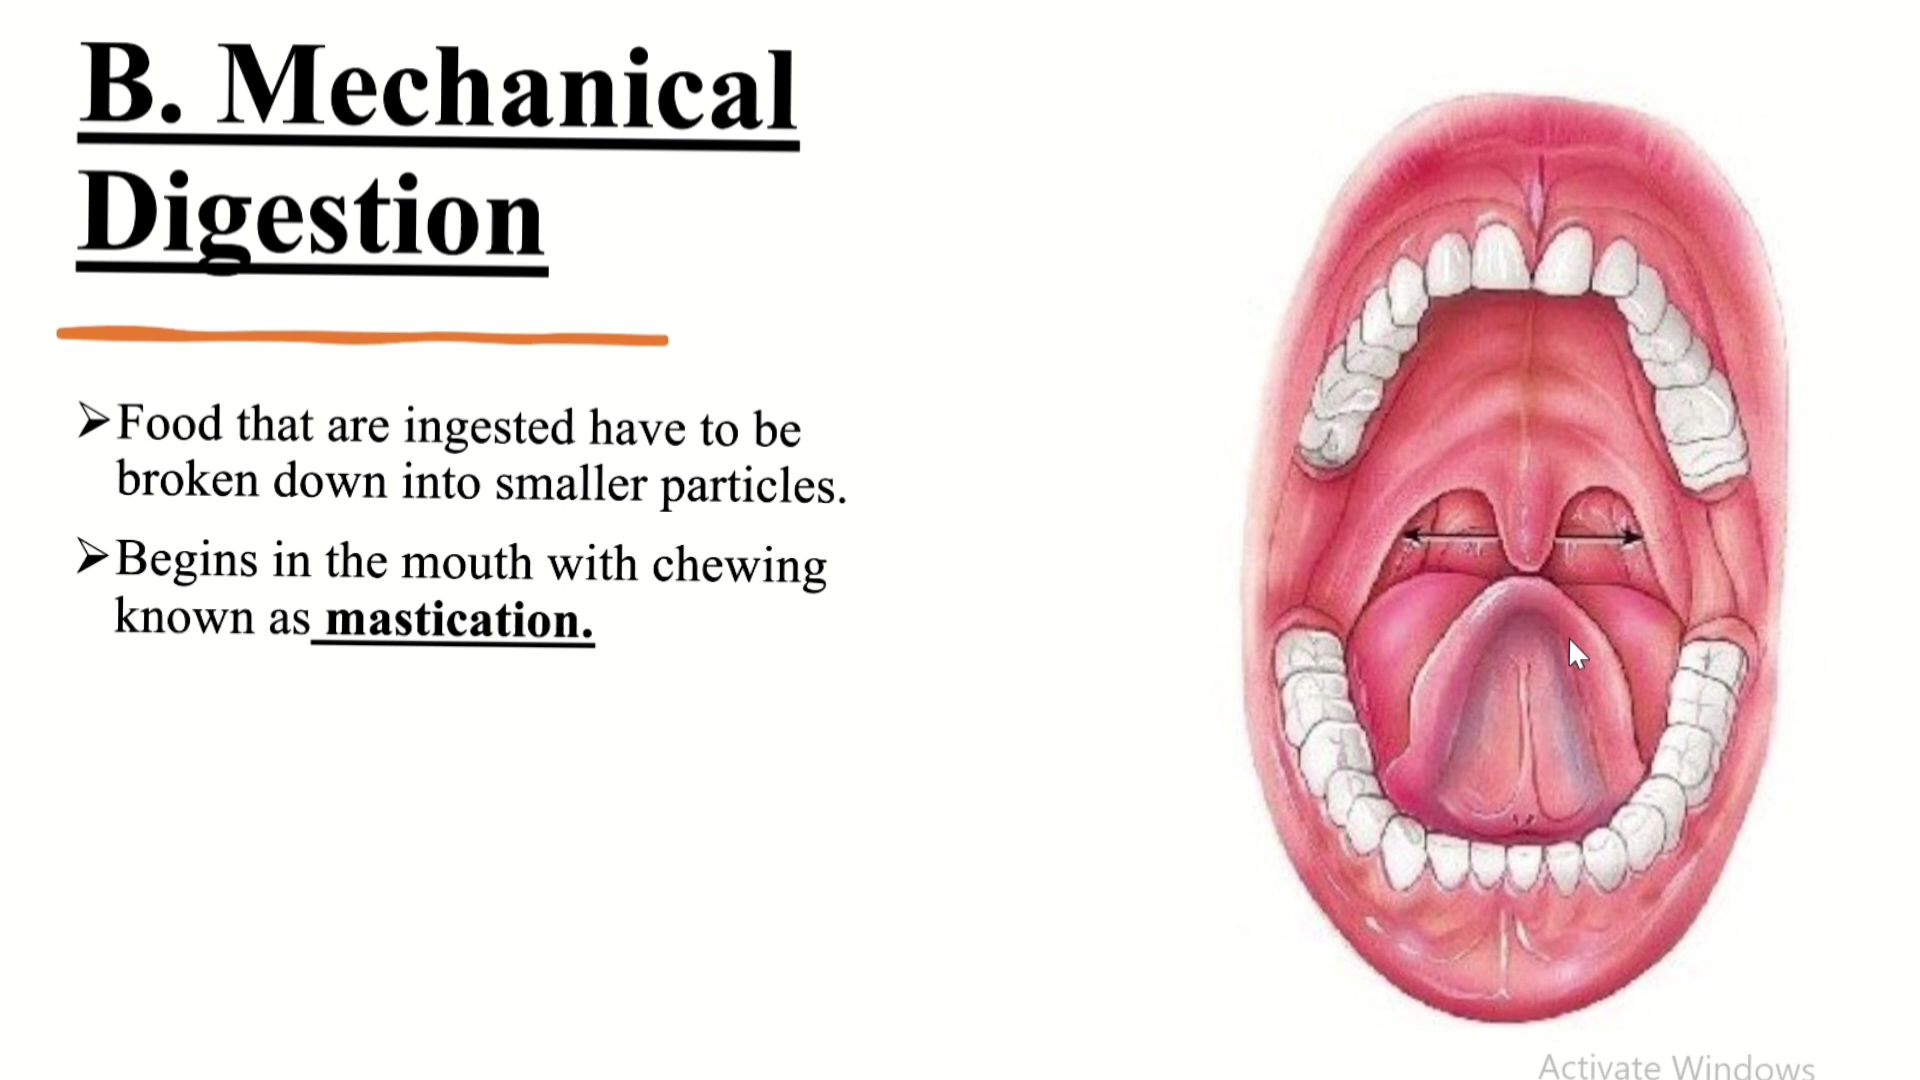 B. Mechanical
Digestion
➢Food that are ingested have to be
broken down into smaller particles.
➢Begins in the mouth with chewing
known as mastication.
Activate Windows